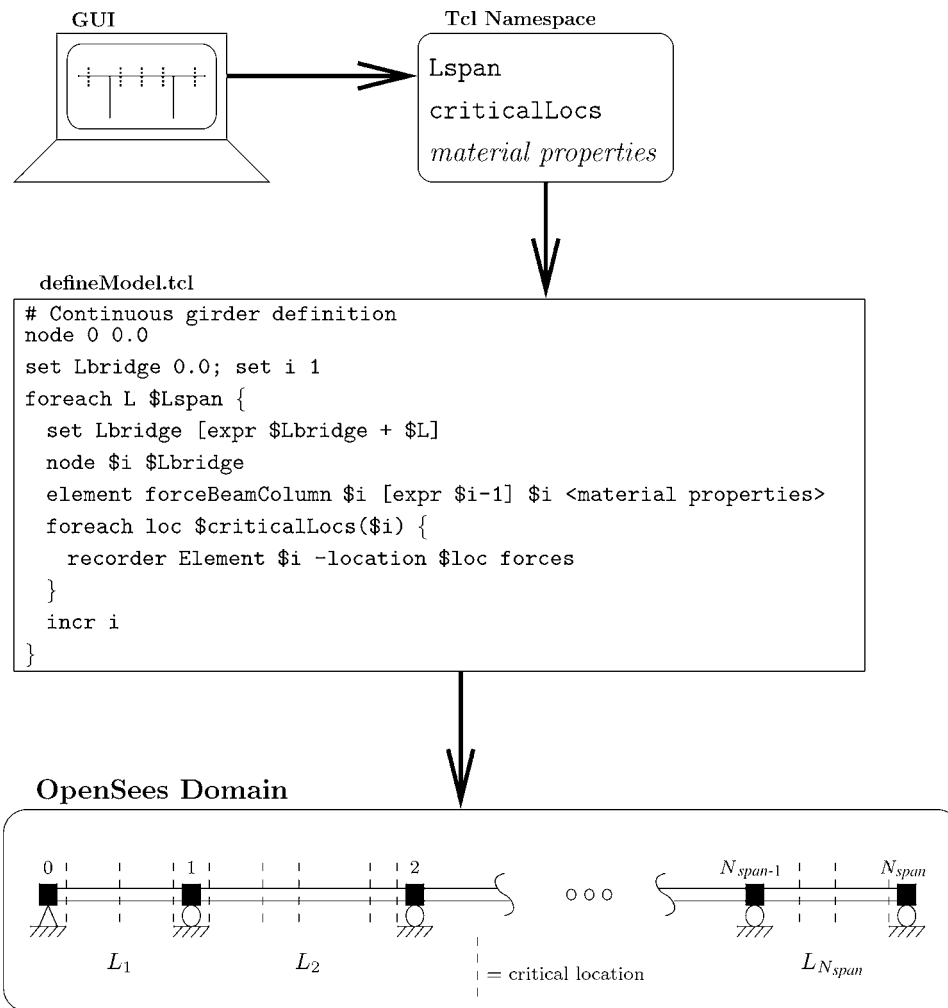 GUI
Tcl Namespace
Lspan
criticalLocs
material properties
defineModel.tcl
# Continuous girder definition
node 0 0.0
set Lbridge 0.0; set i 1
foreach L $Lspan {
set Lbridge [expr $Lbridge + $L]
node $i $Lbridge
element forceBeamColumn $i [expr $i-1] $i <material properties>
foreach loc $criticalLocs($i) {
recorder Element $i -location $loc forces
}
incr i
}
OpenSees Domain
0 1 2 Nspan-1 Nspan
L1 L2 LNspan
= critical location